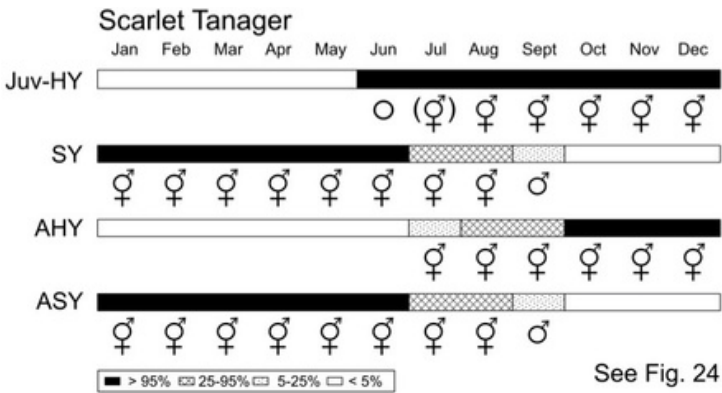 Scarlet Tanager
Jan Feb Mar Apr May Jun Jul Aug Sept Oct Nov Dec
Juv-HY
( )
SY
AHY
ASY
> 95% 25-95% 5-25% < 5%
See Fig. 24